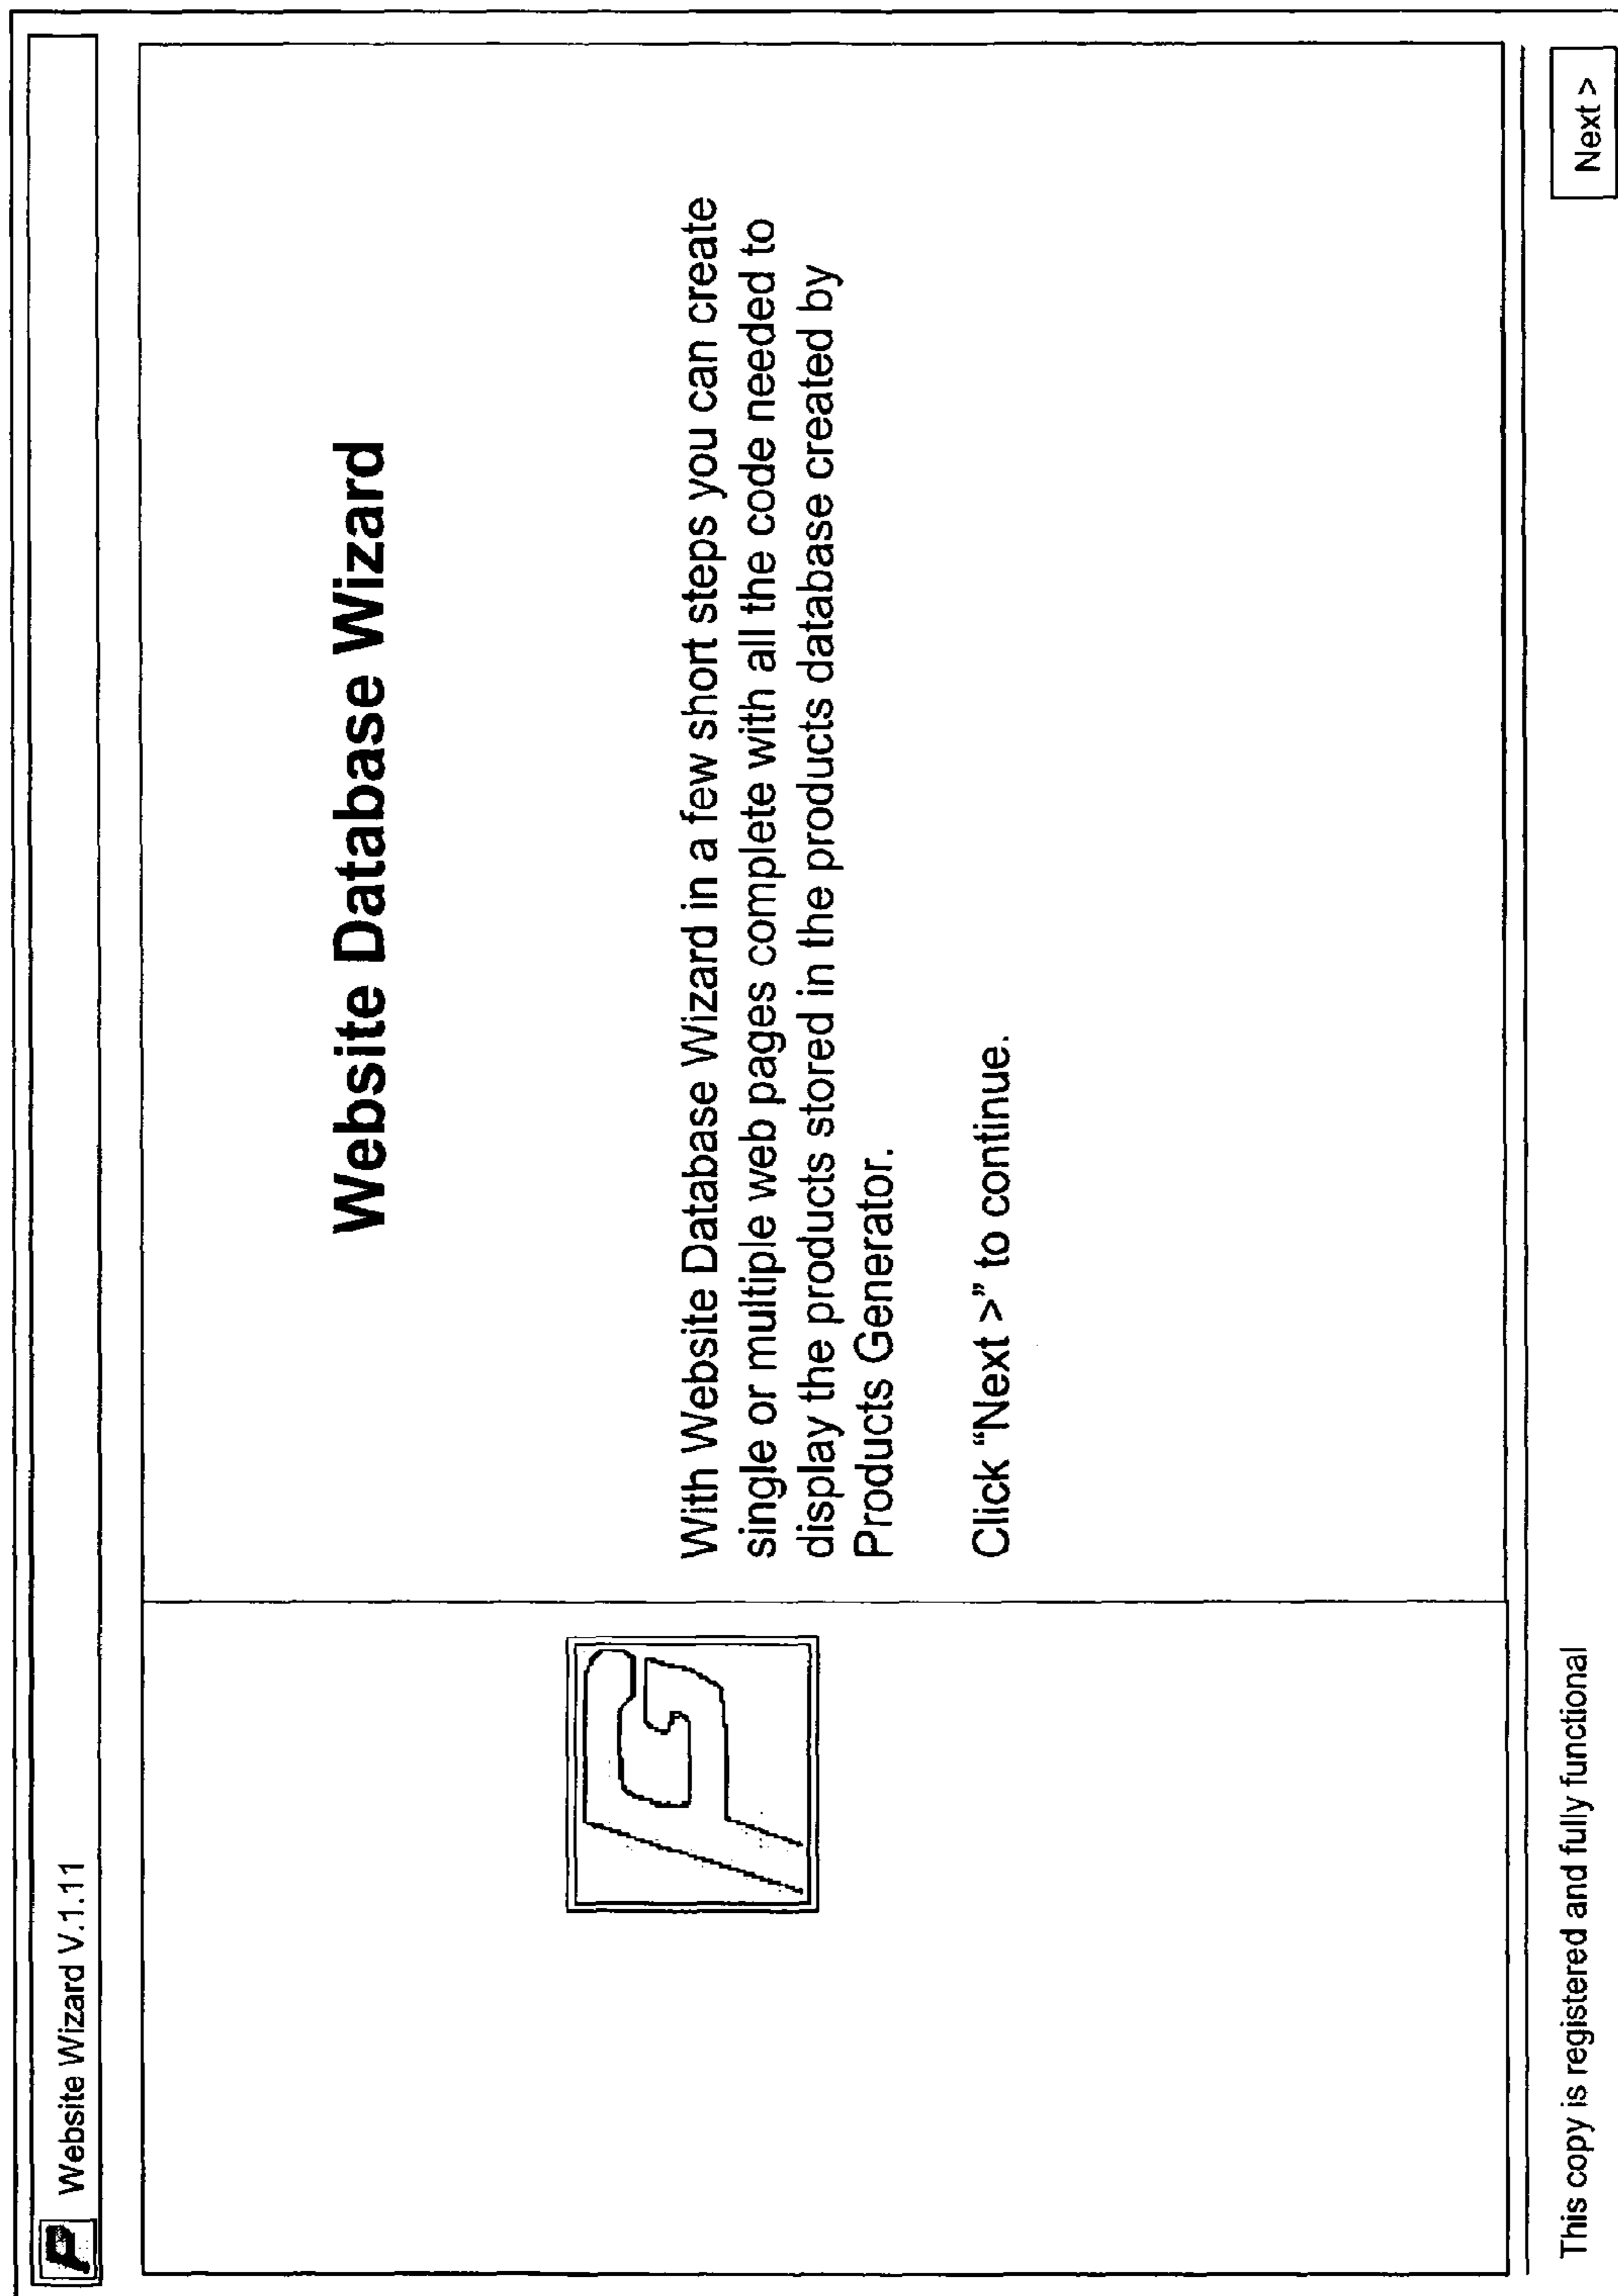 Website Wizard V.1.11
Website Database Wizard
With Website Database Wizard in a few short steps you can create
single or multiple web pages complete with all the code needed to
display the products stored in the products database created by
Products Generator.
Click “Next >” to continue.
This copy is registered and fully functional
Next >